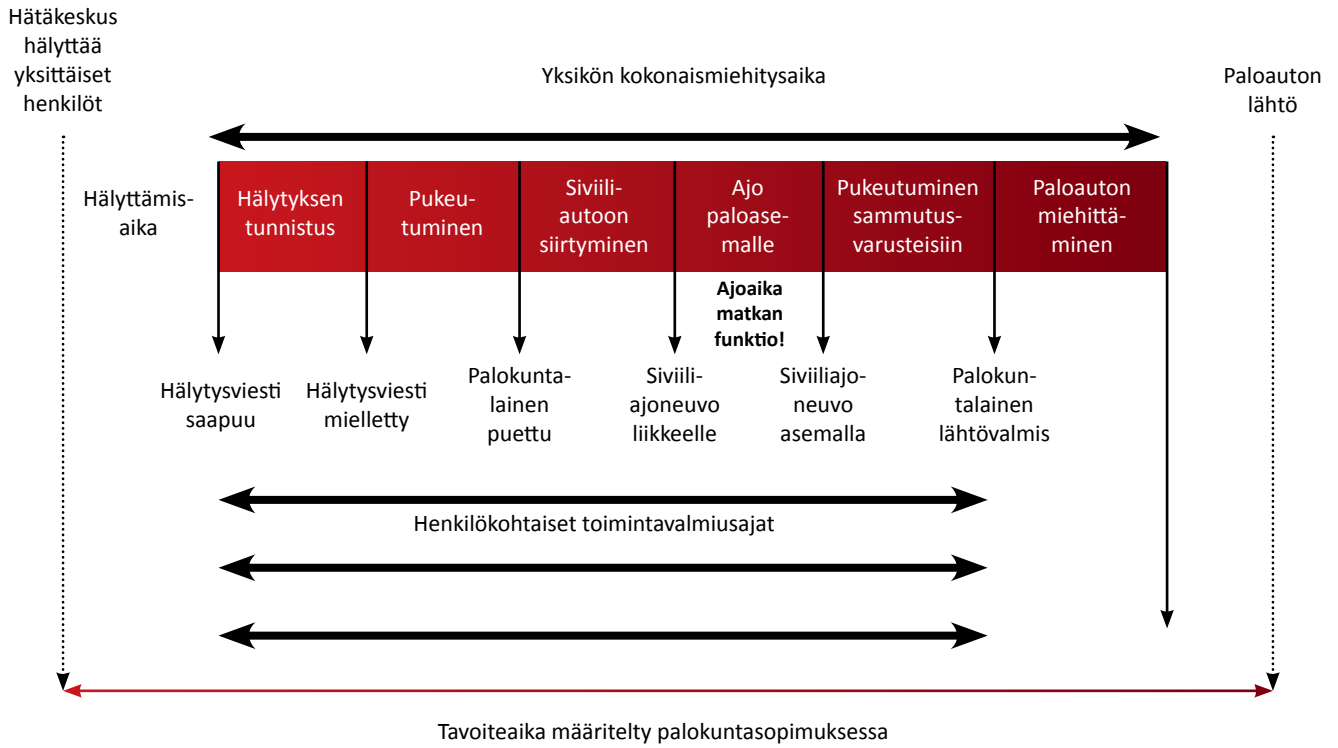 Hätäkeskus
hälyttää
yksittäiset
henkilöt
Yksikön kokonaismiehitysaika
Paloauton
lähtö
Hälyttämis-
aika
Hälytyksen
tunnistus
Pukeu-
tuminen
Siviili-
autoon
siirtyminen
Ajo
paloase-
malle
Pukeutuminen
sammutus-
varusteisiin
Paloauton
miehittä-
minen
Ajoaika
matkan
funktio!
Hälytysviesti
saapuu
Hälytysviesti
mielletty
Palokunta-
lainen
puettu
Siviili-
ajoneuvo
liikkeelle
Siviiliajo-
neuvo
asemalla
Palokun-
talainen
lähtövalmis
Henkilökohtaiset toimintavalmiusajat
Tavoiteaika määritelty palokuntasopimuksessa